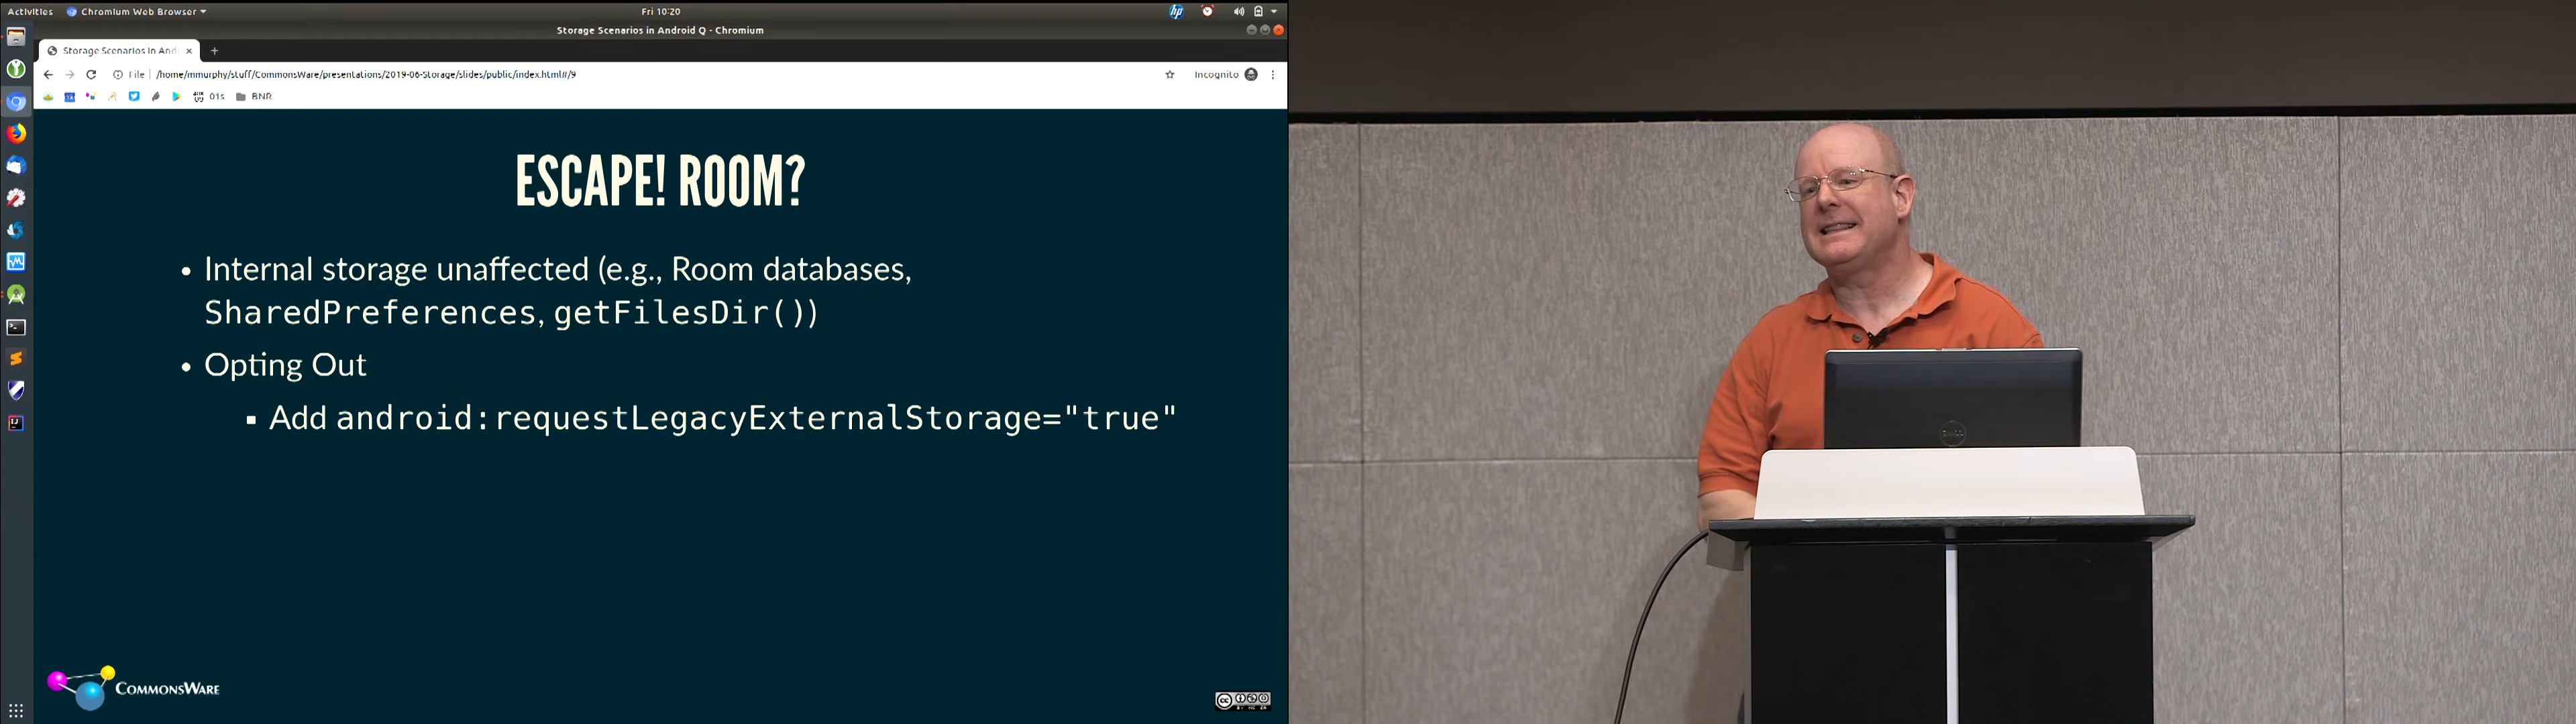 Activities Chromium Web Browser Fri 10:20
Storage Scenarios in Android Q - Chromium
Storage Scenarios in And
File /home/mmurphy/stuff/CommonsWare/presentations/2019-06-Storage/slides/public/index.html#/9 Incognito
01s BNR
ESCAPE! ROOM?
• Internal storage unaffected (e.g., Room databases,
SharedPreferences, getFilesDir())
• Opting Out
▪ Add android:requestLegacyExternalStorage="true"
COMMONSWARE
DELL